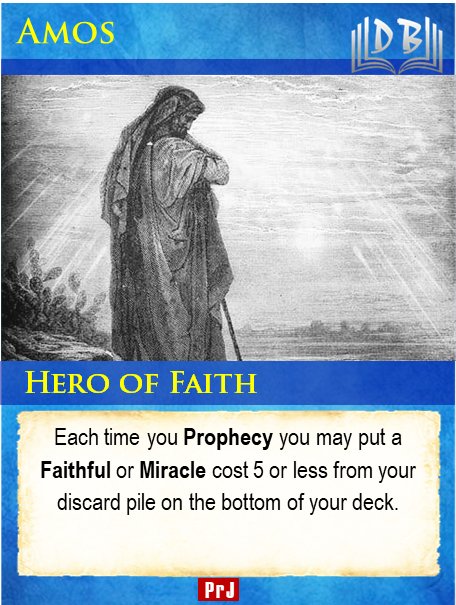 Amos
DB
Hero of Faith
Each time you Prophecy you may put a
Faithful or Miracle cost 5 or less from your
discard pile on the bottom of your deck.
PrJ